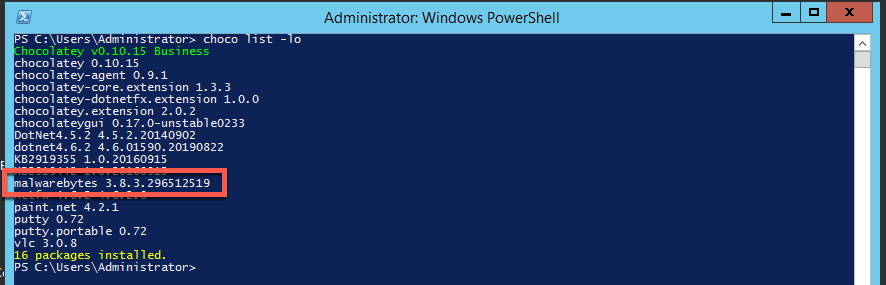 Administrator: Windows PowerShell
PS C:\Users\Administrator> choco list -lo
Chocolatey v0.10.15 Business
chocolatey 0.10.15
chocolatey-agent 0.9.1
chocolatey-core.extension 1.3.3
chocolatey-dotnetfx.extension 1.0.0
chocolatey.extension 2.0.2
chocolateygui 0.17.0-unstable0233
DotNet4.5.2 4.5.2.20140902
dotnet4.6.2 4.6.01590.20190822
KB2919355 1.0.20160915
malwarebytes 3.8.3.296512519
paint.net 4.2.1
putty 0.72
putty.portable 0.72
vlc 3.0.8
16 packages installed.
PS C:\Users\Administrator>